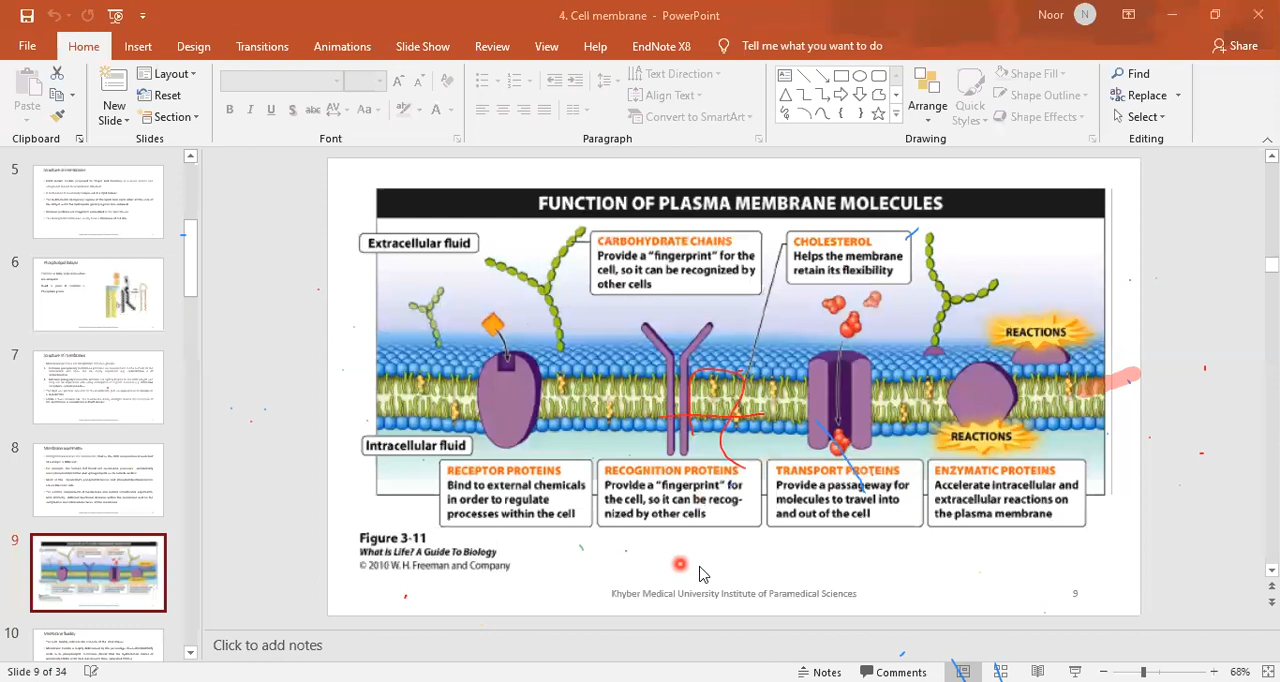 4. Cell membrane - PowerPoint
Noor N
File Home Insert Design Transitions Animations Slide Show Review View Help EndNote X8 Tell me what you want to do Share
Paste
New Slide
Layout
Reset
Section
B I U S abc AV Aa A
Text Direction
Align Text
Convert to SmartArt
Arrange
Quick Styles
Shape Fill
Shape Outline
Shape Effects
Find
Replace
Select
Clipboard Slides Font Paragraph Drawing Editing
5
6
7
8
9
10
FUNCTION OF PLASMA MEMBRANE MOLECULES
Extracellular fluid
CARBOHYDRATE CHAINS
Provide a "fingerprint" for the
cell, so it can be recognized by
other cells
CHOLESTEROL
Helps the membrane
retain its flexibility
REACTIONS
Intracellular fluid
REACTIONS
RECEPTOR PROTEINS
Bind to external chemicals
in order to regulate
processes within the cell
RECOGNITION PROTEINS
Provide a "fingerprint" for
the cell, so it can be recog-
nized by other cells
TRANSPORT PROTEINS
Provide a passageway for
molecules to travel into
and out of the cell
ENZYMATIC PROTEINS
Accelerate intracellular and
extracellular reactions on
the plasma membrane
Figure 3-11
What Is Life? A Guide To Biology
© 2010 W. H. Freeman and Company
Khyber Medical University Institute of Paramedical Sciences 9
Click to add notes
Slide 9 of 34 Notes Comments 68%